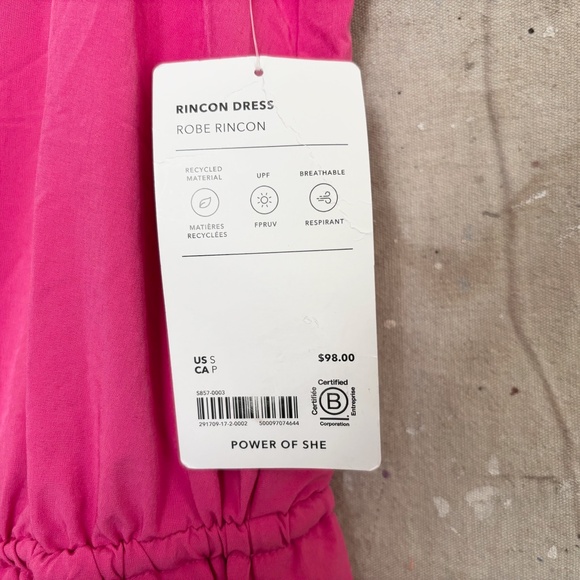 RINCON DRESS
ROBE RINCON
RECYCLED MATERIAL
UPF
BREATHABLE
MATIÈRES RECYCLÉES
FPRUV
RESPIRANT
US S
CA P
$98.00
5857-0003
291709-17-2-0002 500097074644
Certified
Certifiée
B
Entreprise
Corporation
POWER OF SHE